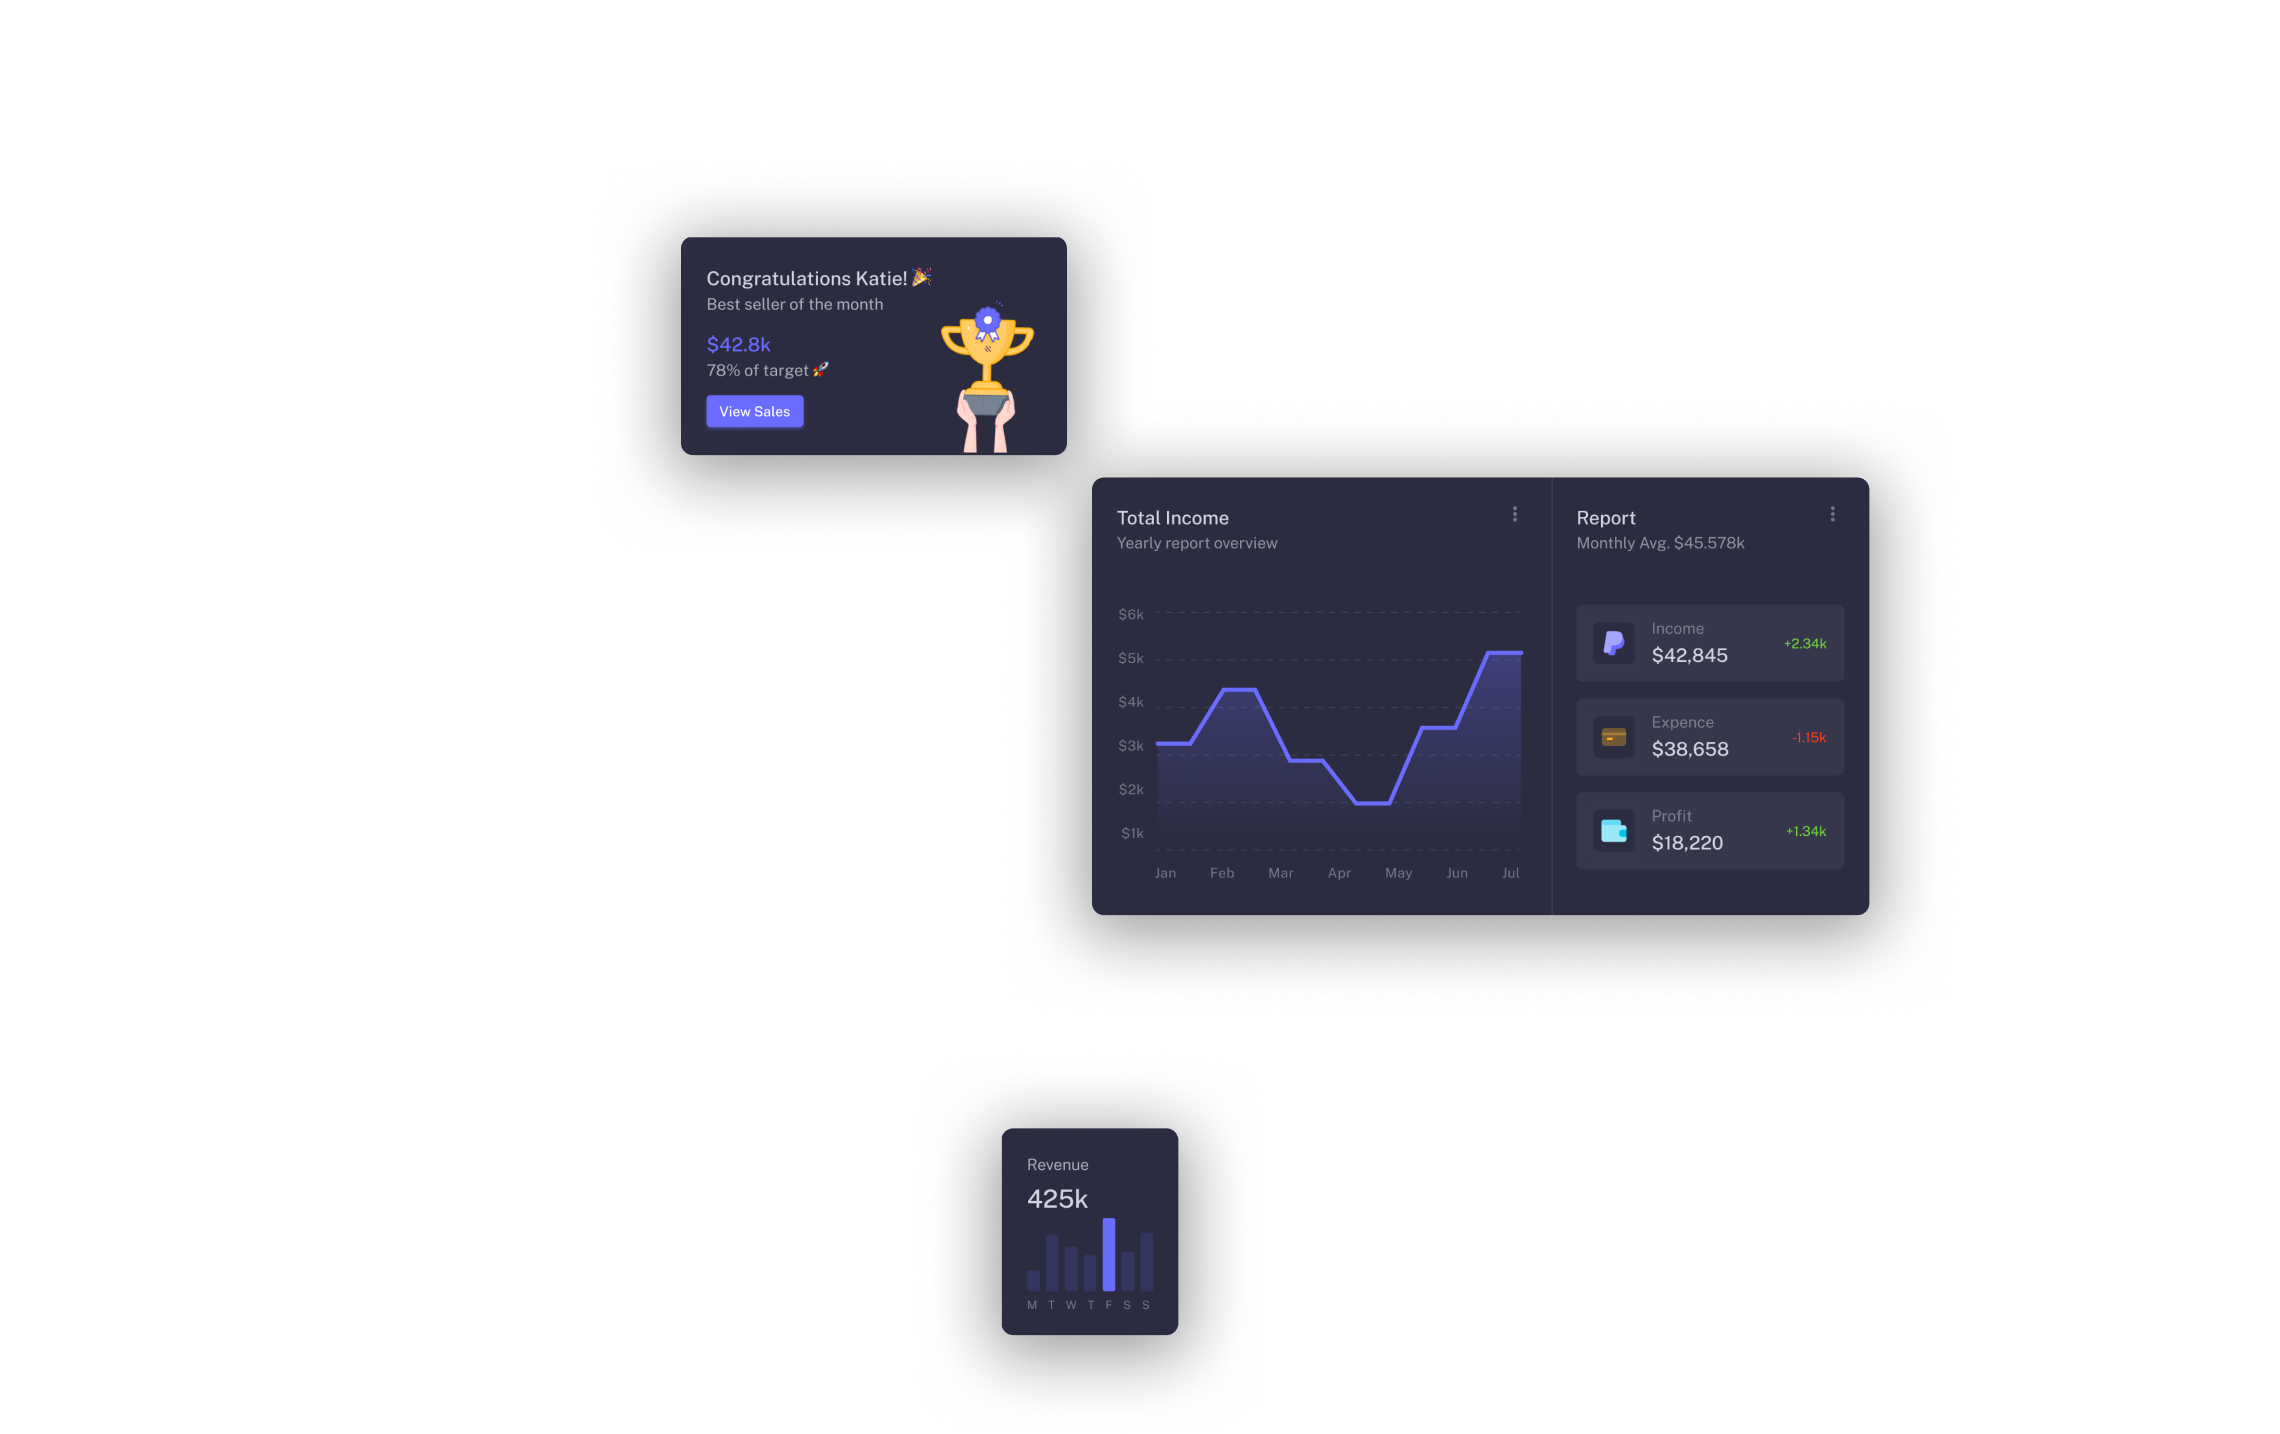 Congratulations Katie! 🎉
Best seller of the month
$42.8k
78% of target 🚀
View Sales
Total Income
Yearly report overview
$6k
$5k
$4k
$3k
$2k
$1k
Jan Feb Mar Apr May Jun Jul
Report
Monthly Avg. $45.578k
Income
$42,845
+2.34k
Expence
$38,658
-1.15k
Profit
$18,220
+1.34k
Revenue
425k
M T W T F S S